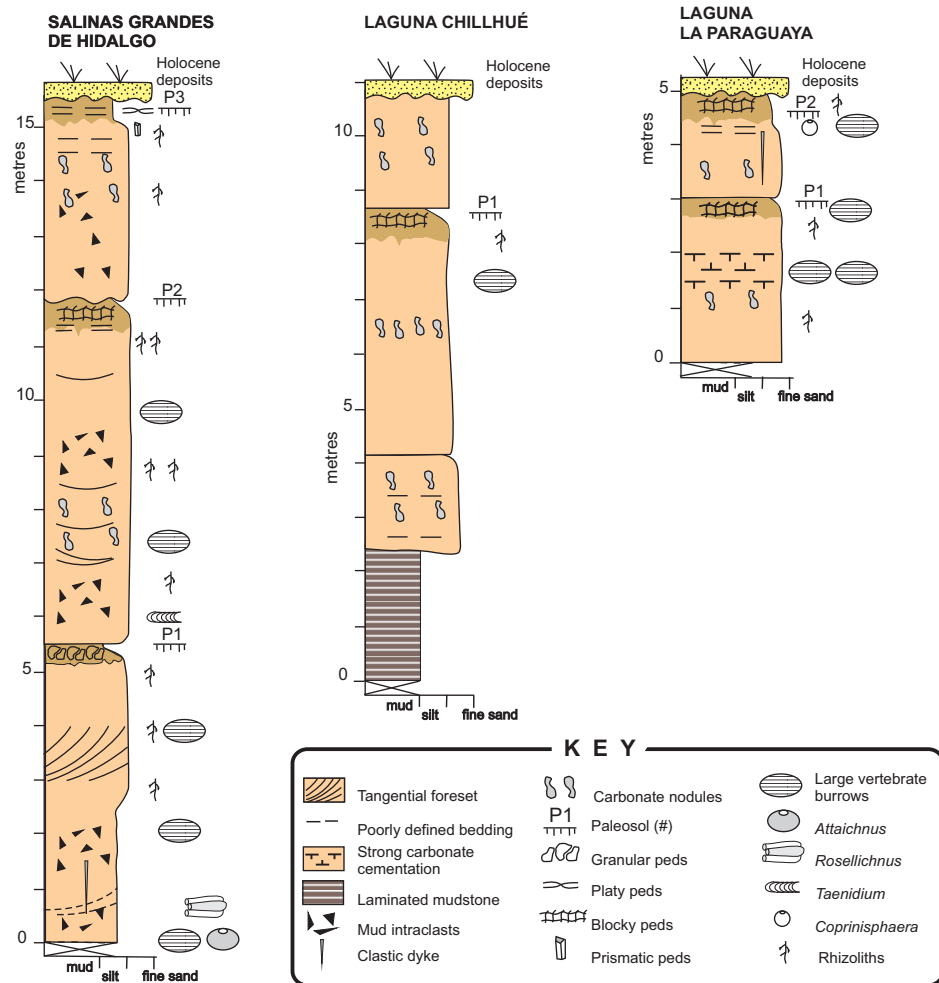 SALINAS GRANDES
DE HIDALGO
Holocene
deposits
P3
15
metres
P2
10
P1
5
0
mud
silt
fine sand
LAGUNA CHILLHUÉ
Holocene
deposits
10
P1
5
metres
0
mud
silt
fine sand
LAGUNA
LA PARAGUAYA
Holocene
deposits
5
P2
metres
P1
0
mud
silt
fine sand
KEY
Tangential foreset
Poorly defined bedding
Strong carbonate
cementation
Laminated mudstone
Mud intraclasts
Clastic dyke
Carbonate nodules
P1
Paleosol (#)
Granular peds
Platy peds
Blocky peds
Prismatic peds
Large vertebrate
burrows
Attaichnus
Rosellichnus
Taenidium
Coprinisphaera
Rhizoliths